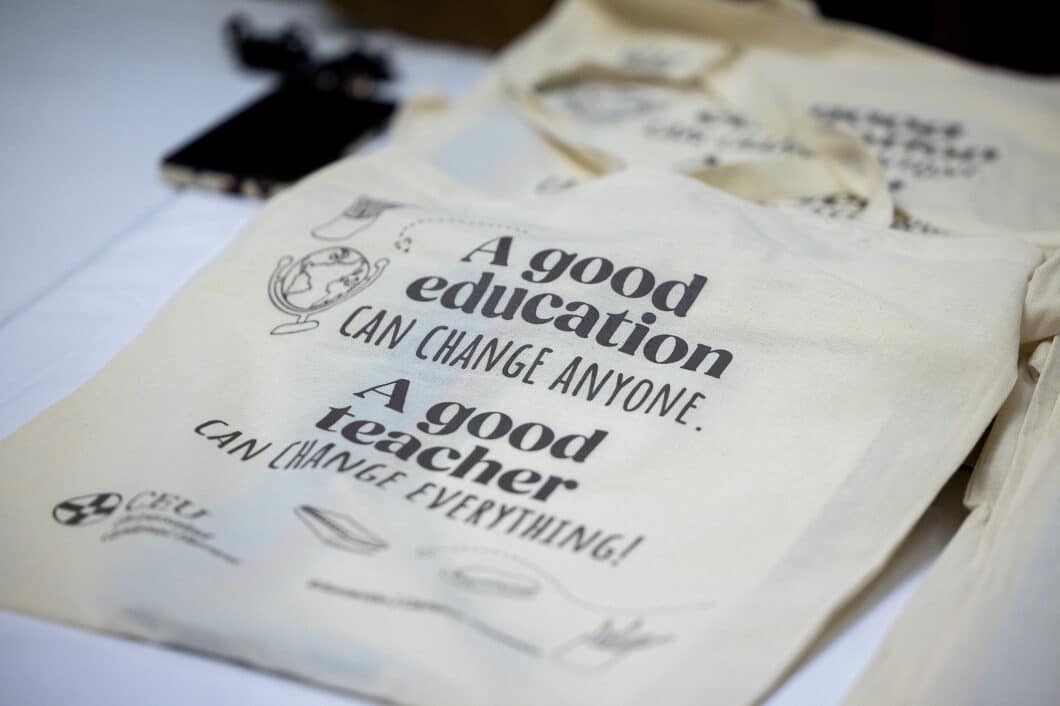 A good
education
CAN CHANGE ANYONE.
A good
teacher
CAN CHANGE EVERYTHING!
CEU